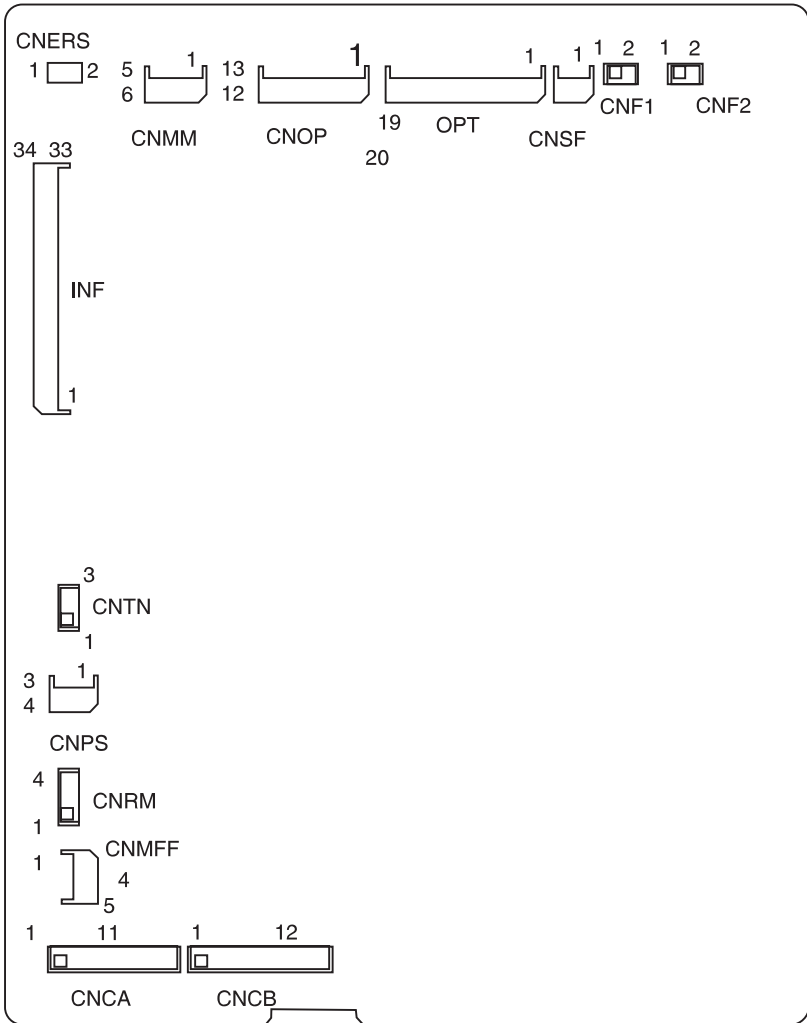 CNERS
1 2
5 1
6
CNMM
13 1
12
CNOP
1
19 OPT
20
1
CNSF
1 2
CNF1
1 2
CNF2
34 33
INF
1
3
CNTN
1
3 1
4
CNPS
4
CNRM
1
CNMFF
1
4
5
1 11
CNCA
1 12
CNCB